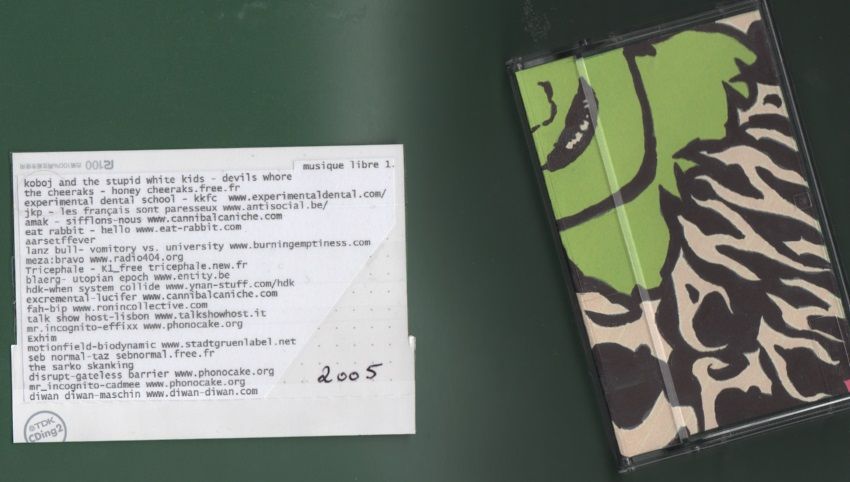 musique libre 1.
koboj and the stupid white kids - devils whore
the cheeraks - honey cheeraks.free.fr
experimental dental school - kkfc www.experimentaldental.com/
jkp - les français sont paresseux www.antisocial.be/
amak - sifflons-nous www.cannibalcaniche.com
eat rabbit - hello www.eat-rabbit.com
aarsetffever
lanz bull- vomitory vs. university www.burningemptiness.com
meza:bravo www.radio404.org
Tricephale - K1_free tricephale.new.fr
blaerg- utopian epoch www.entity.be
hdk-when system collide www.ynan-stuff.com/hdk
excremental-lucifer www.cannibalcaniche.com
fah-bip www.ronincollective.com
talk show host-lisbon www.talkshowhost.it
mr.incognito-effixx www.phonocake.org
Exhim
motionfield-biodynamic www.stadtgruenlabel.net
seb normal-taz sebnormal.free.fr
the sarko skanking
disrupt-gateless barrier www.phonocake.org
mr_incognito-cadmee www.phonocake.org
diwan diwan-maschin www.diwan-diwan.com
2005
©TDK
CDing2